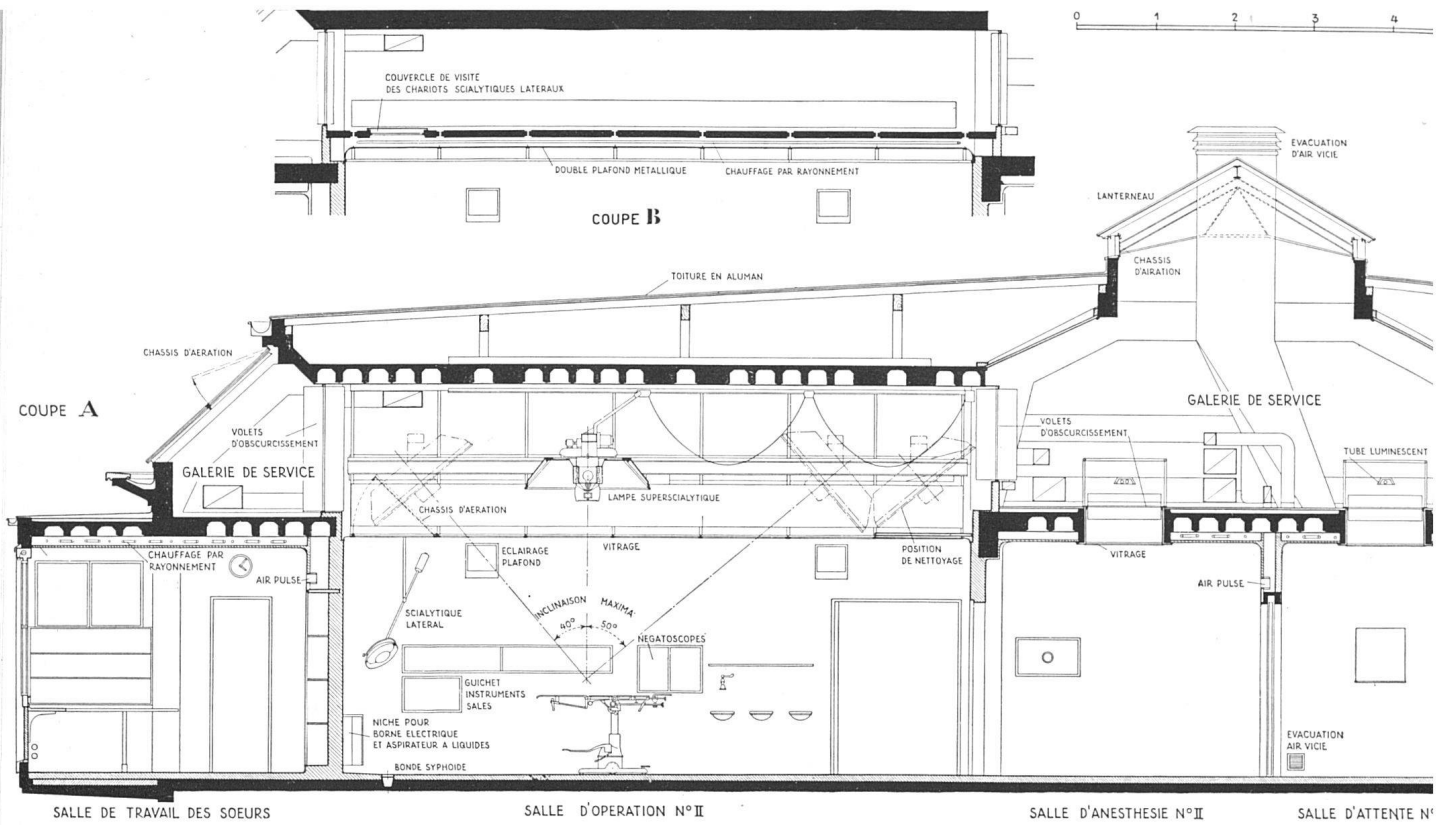 0 1 2 3 4
COUVERCLE DE VISITE
DES CHARIOTS SCIALYTIQUES LATERAUX
DOUBLE PLAFOND METALLIQUE
CHAUFFAGE PAR RAYONNEMENT
COUPE B
EVACUATION
D'AIR VICIE
LANTERNEAU
CHASSIS
D'AIRATION
TOITURE EN ALUMAN
CHASSIS D'AERATION
COUPE A
VOLETS
D'OBSCURCISSEMENT
GALERIE DE SERVICE
CHASSIS D'AERATION
LAMPE SUPERSCIALYTIQUE
VOLETS
D'OBSCURCISSEMENT
GALERIE DE SERVICE
TUBE LUMINESCENT
CHAUFFAGE PAR
RAYONNEMENT
AIR PULSE
ECLAIRAGE
PLAFOND
VITRAGE
POSITION
DE NETTOYAGE
VITRAGE
AIR PULSE
SCIALYTIQUE
LATERAL
INCLINAISON MAXIMA
40° 50°
NEGATOSCOPES
GUICHET
INSTRUMENTS
SALES
NICHE POUR
BORNE ELECTRIQUE
ET ASPIRATEUR A LIQUIDES
BONDE SYPHOIDE
EVACUATION
AIR VICIE
SALLE DE TRAVAIL DES SOEURS
SALLE D'OPERATION N° II
SALLE D'ANESTHESIE N° II
SALLE D'ATTENTE N°